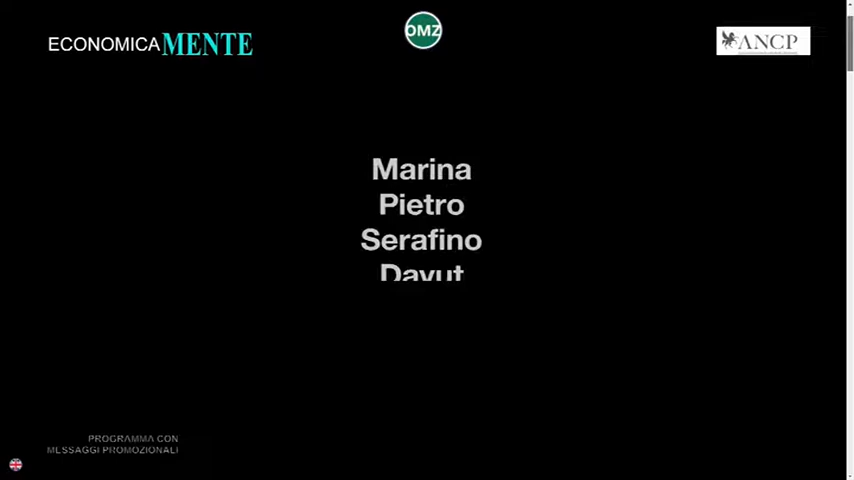 ECONOMICAMENTE
OMZ
ANCP
Marina
Pietro
Serafino
Davut
PROGRAMMA CON
MESSAGGI PROMOZIONALI